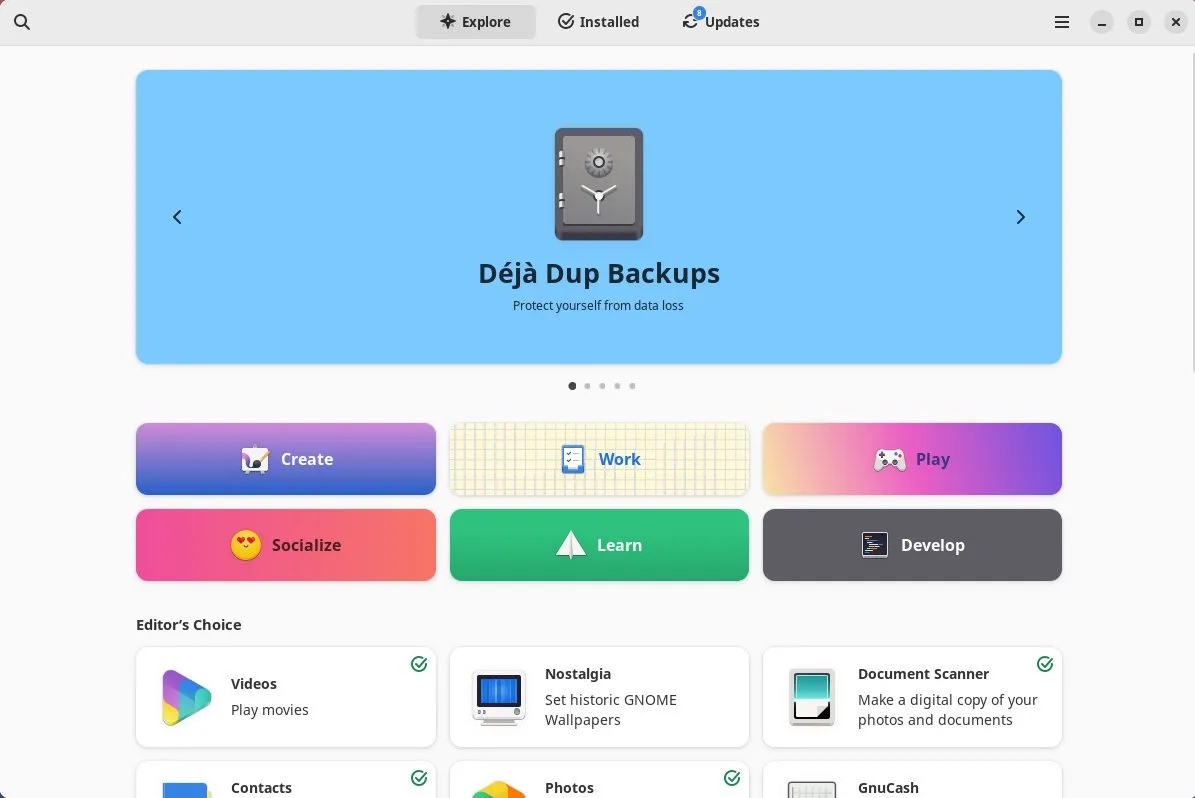 Explore
Installed
8
Updates
Déjà Dup Backups
Protect yourself from data loss
Create
Work
Play
Socialize
Learn
Develop
Editor’s Choice
Videos
Play movies
Nostalgia
Set historic GNOME
Wallpapers
Document Scanner
Make a digital copy of your
photos and documents
Contacts
Photos
GnuCash